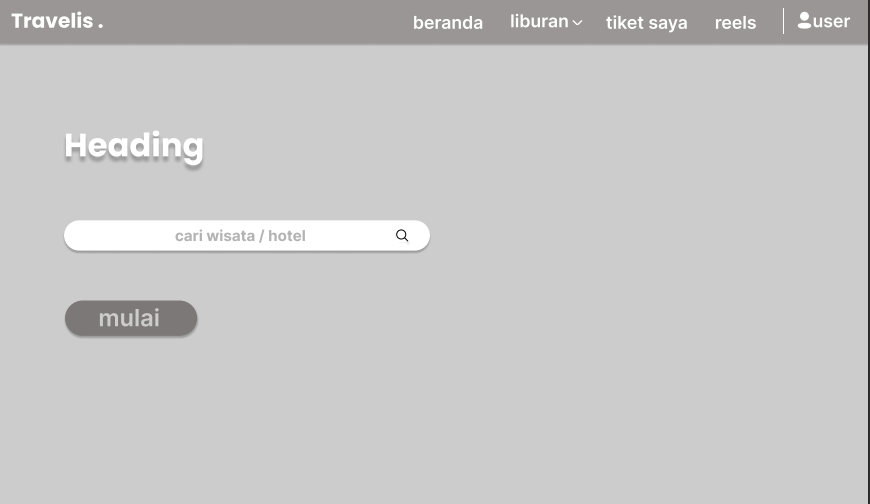 Travelis .
beranda liburan tiket saya reels user
Heading
cari wisata / hotel
mulai